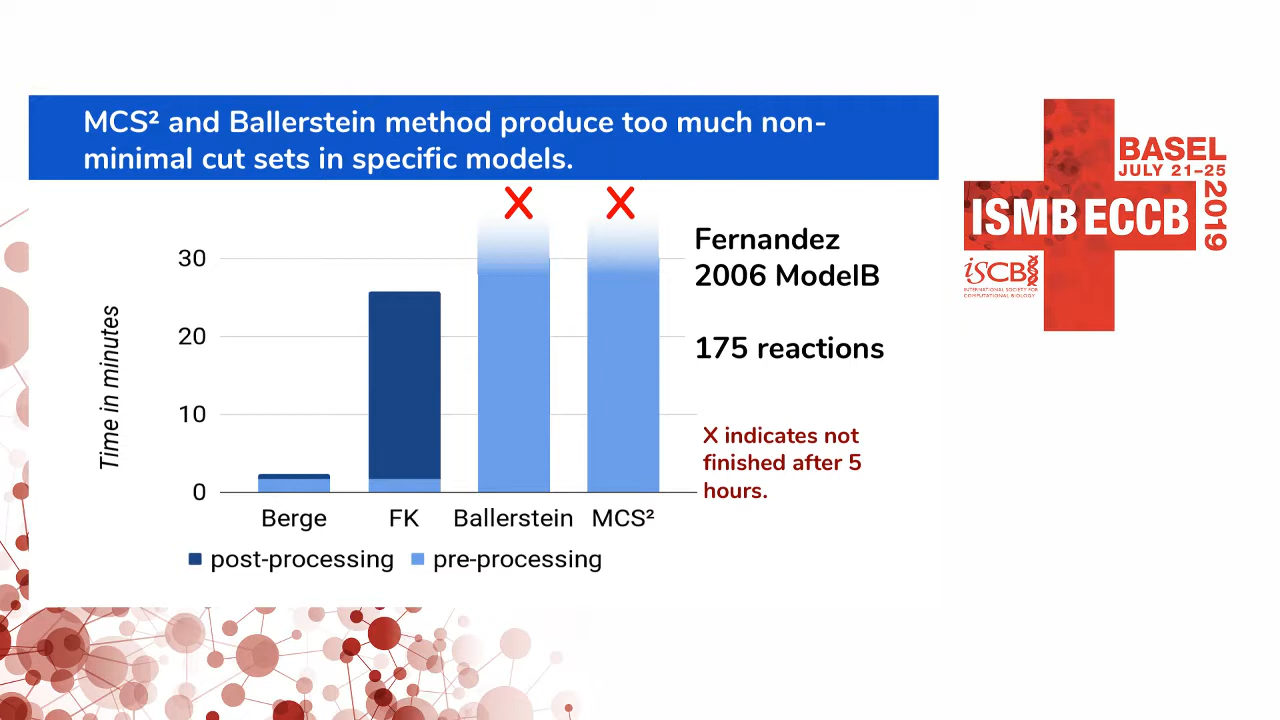 MCS² and Ballerstein method produce too much non-
minimal cut sets in specific models.
X X
Fernandez
2006 ModelB
175 reactions
X indicates not
finished after 5
hours.
Time in minutes
30
20
10
0
Berge FK Ballerstein MCS²
post-processing pre-processing
BASEL
JULY 21–25
2019
ISMB ECCB
ISCB
INTERNATIONAL SOCIETY FOR
COMPUTATIONAL BIOLOGY